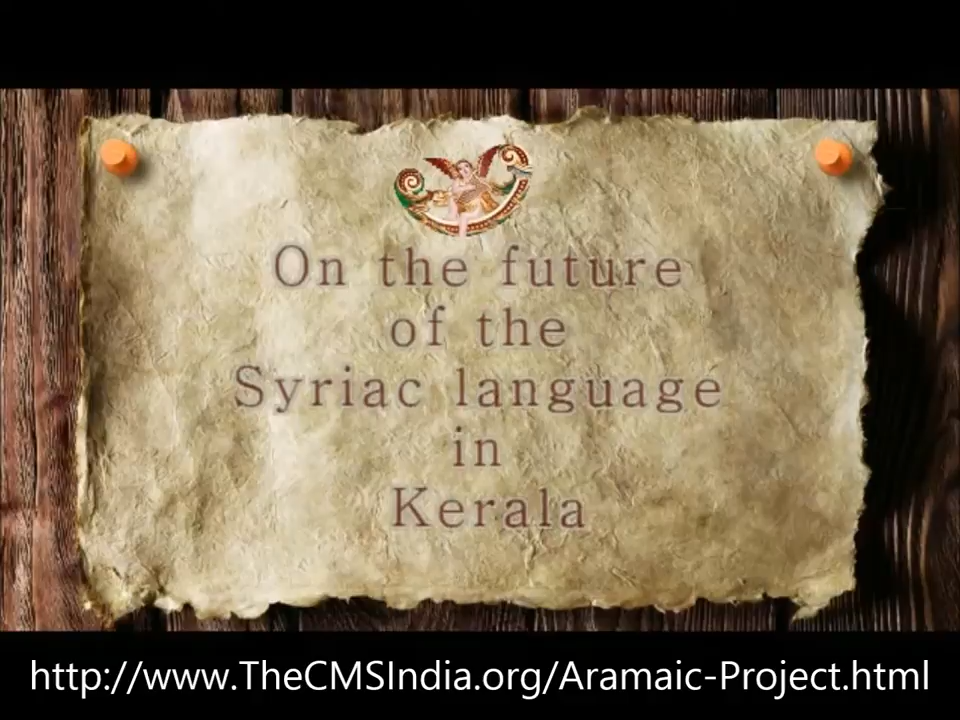 On the future
of the
Syriac language
in
Kerala
http://www.TheCMSIndia.org/Aramaic-Project.html